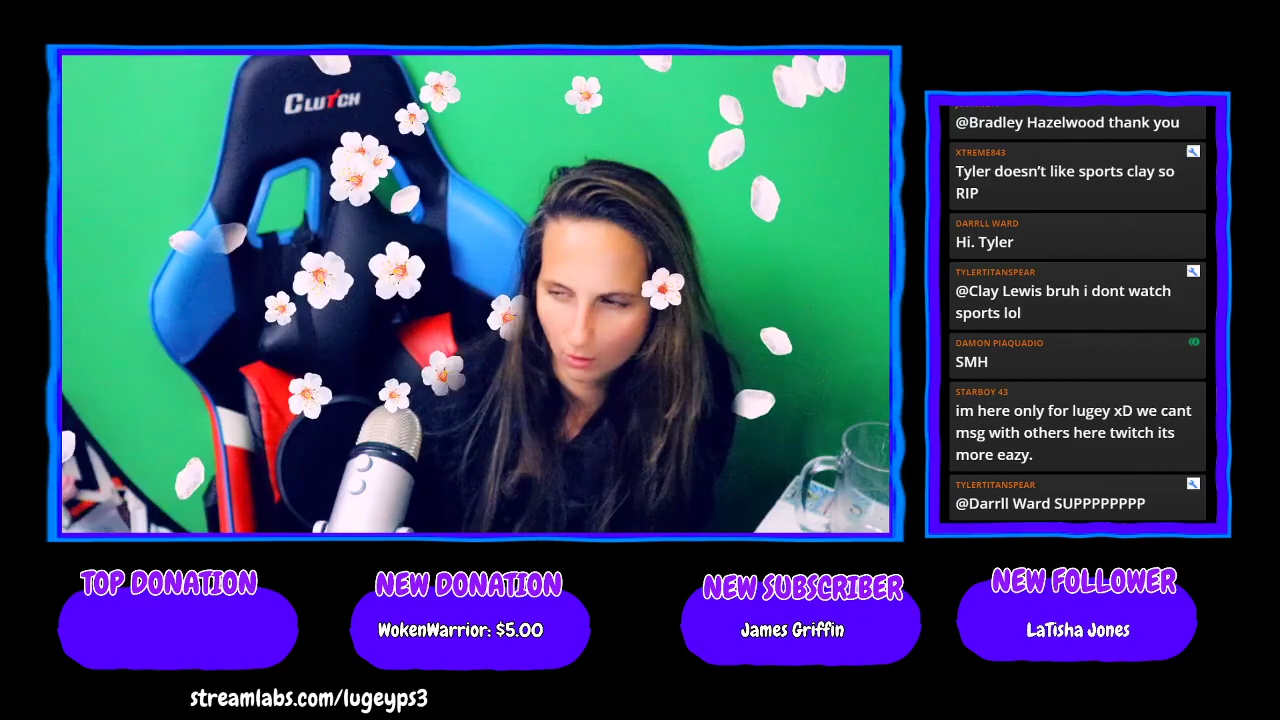 CLUTCH
@Bradley Hazelwood thank you
XTREME843
Tyler doesn’t like sports clay so
RIP
DARRLL WARD
Hi. Tyler
TYLERTITANSPEAR
@Clay Lewis bruh i dont watch
sports lol
DAMON PIAQUADIO
SMH
STARBOY 43
im here only for lugey xD we cant
msg with others here twitch its
more eazy.
TYLERTITANSPEAR
@Darrll Ward SUPPPPPPPP
TOP DONATION
NEW DONATION
WokenWarrior: $5.00
NEW SUBSCRIBER
James Griffin
NEW FOLLOWER
LaTisha Jones
streamlabs.com/lugeyps3